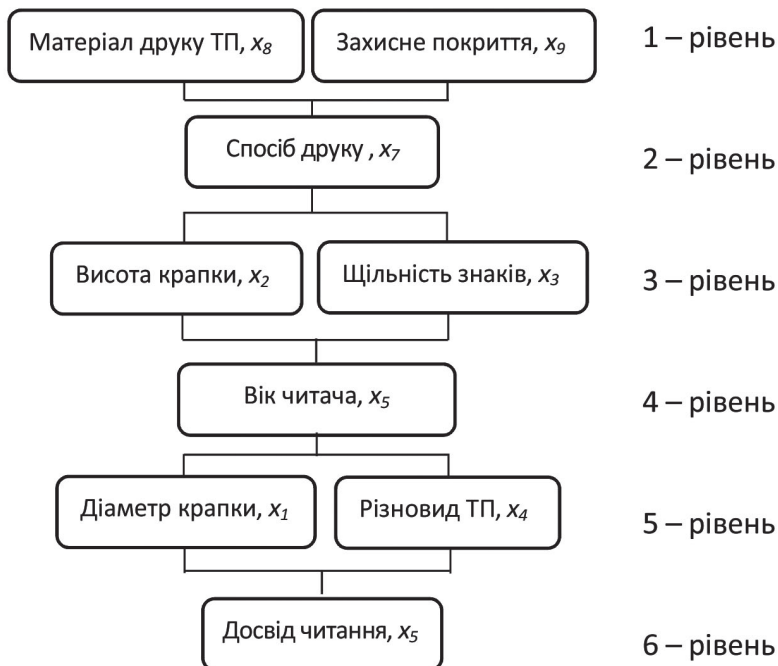 Матеріал друку ТП, x₈ Захисне покриття, x₉ 1 – рівень
Спосіб друку , x₇ 2 – рівень
Висота крапки, x₂ Щільність знаків, x₃ 3 – рівень
Вік читача, x₅ 4 – рівень
Діаметр крапки, x₁ Різновид ТП, x₄ 5 – рівень
Досвід читання, x₅ 6 – рівень